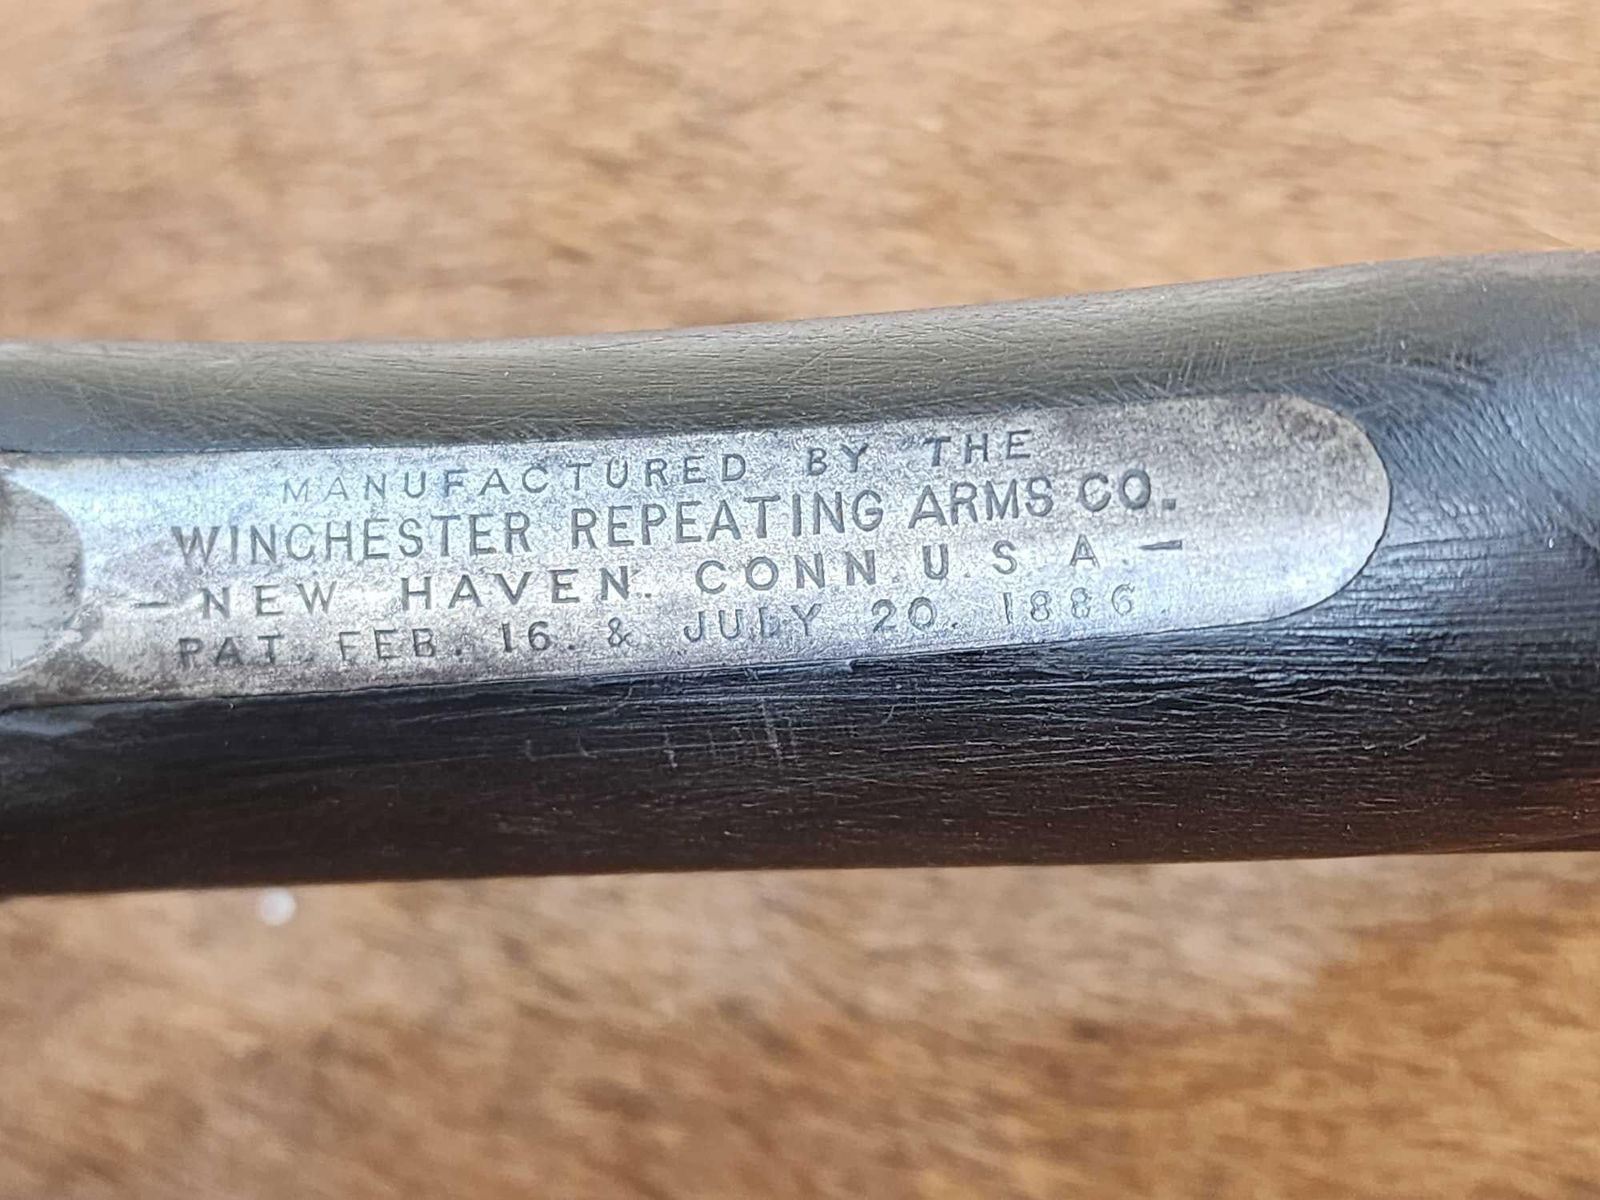 MANUFACTURED BY THE
WINCHESTER REPEATING ARMS CO.
— NEW HAVEN. CONN. U. S. A. —
PAT. FEB. 16. & JULY 20. 1886.